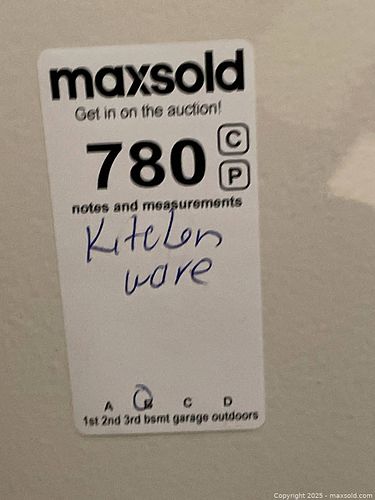 maxsold
Get in on the auction!
780 C
P
notes and measurements
Kitchen
ware
A B C D
1st 2nd 3rd bsmt garage outdoors
Copyright 2025 - maxsold.com